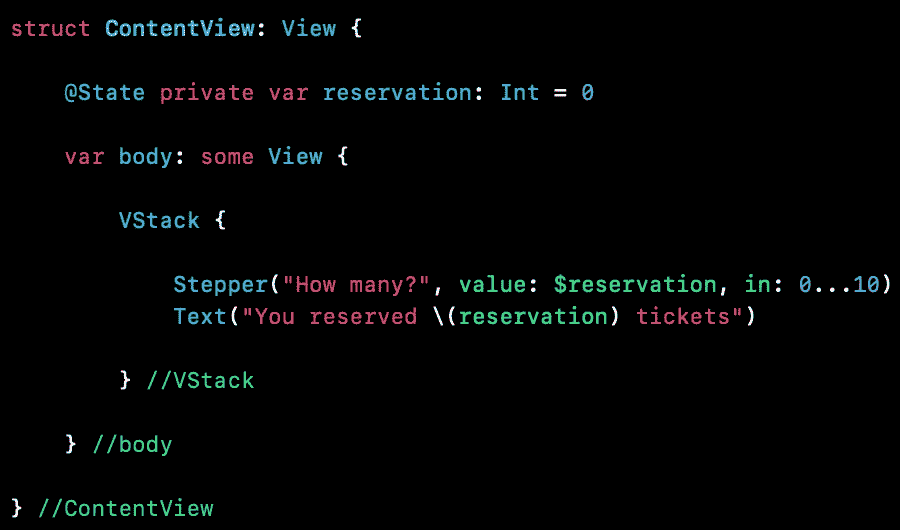 struct ContentView: View {
@State private var reservation: Int = 0
var body: some View {
VStack {
Stepper("How many?", value: $reservation, in: 0...10)
Text("You reserved \(reservation) tickets")
} //VStack
} //body
} //ContentView